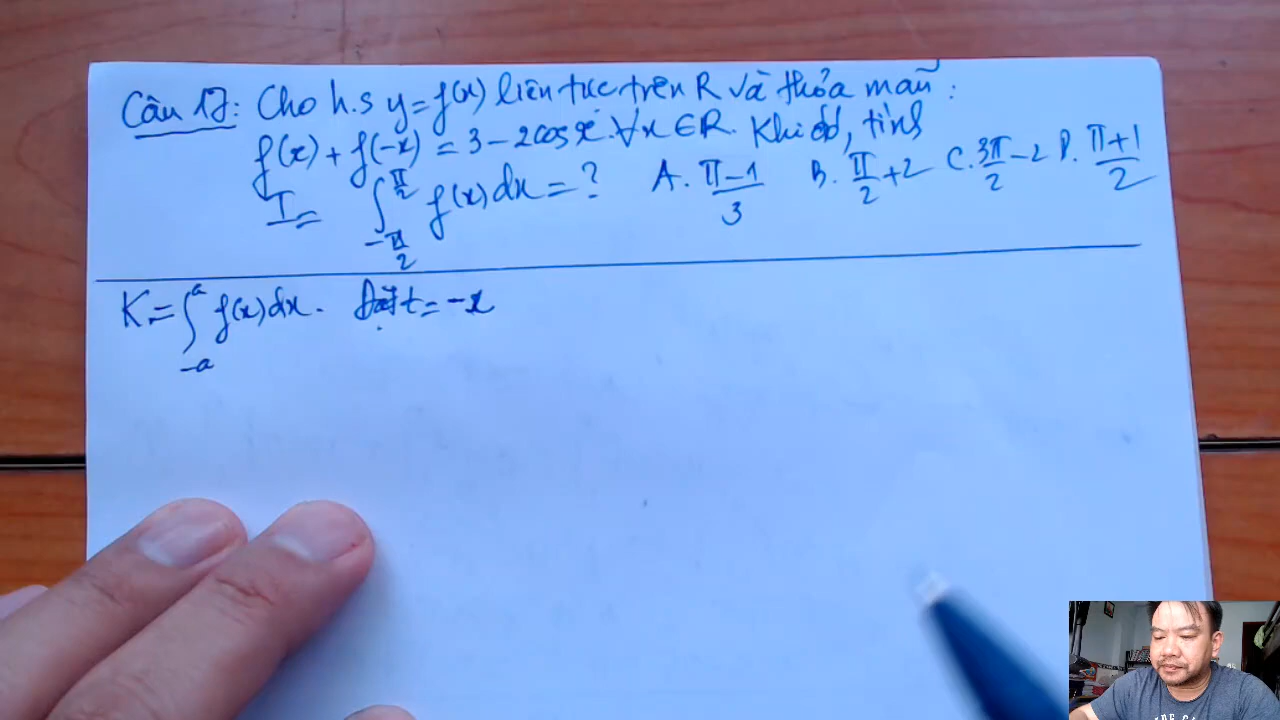 Câu 17: Cho h.s y=f(x) liên tục trên R và thỏa mãn:
f(x) + f(-x) = 3 - 2cosx. ∀x∈R. Khi đó, tính
I = ∫_{-π/2}^{π/2} f(x)dx = ? A. (π-1)/3 B. π/2 + 2 C. 3π/2 - 2 D. (π+1)/2
K = ∫_{-a}^{a} f(x)dx. Đặt t = -x